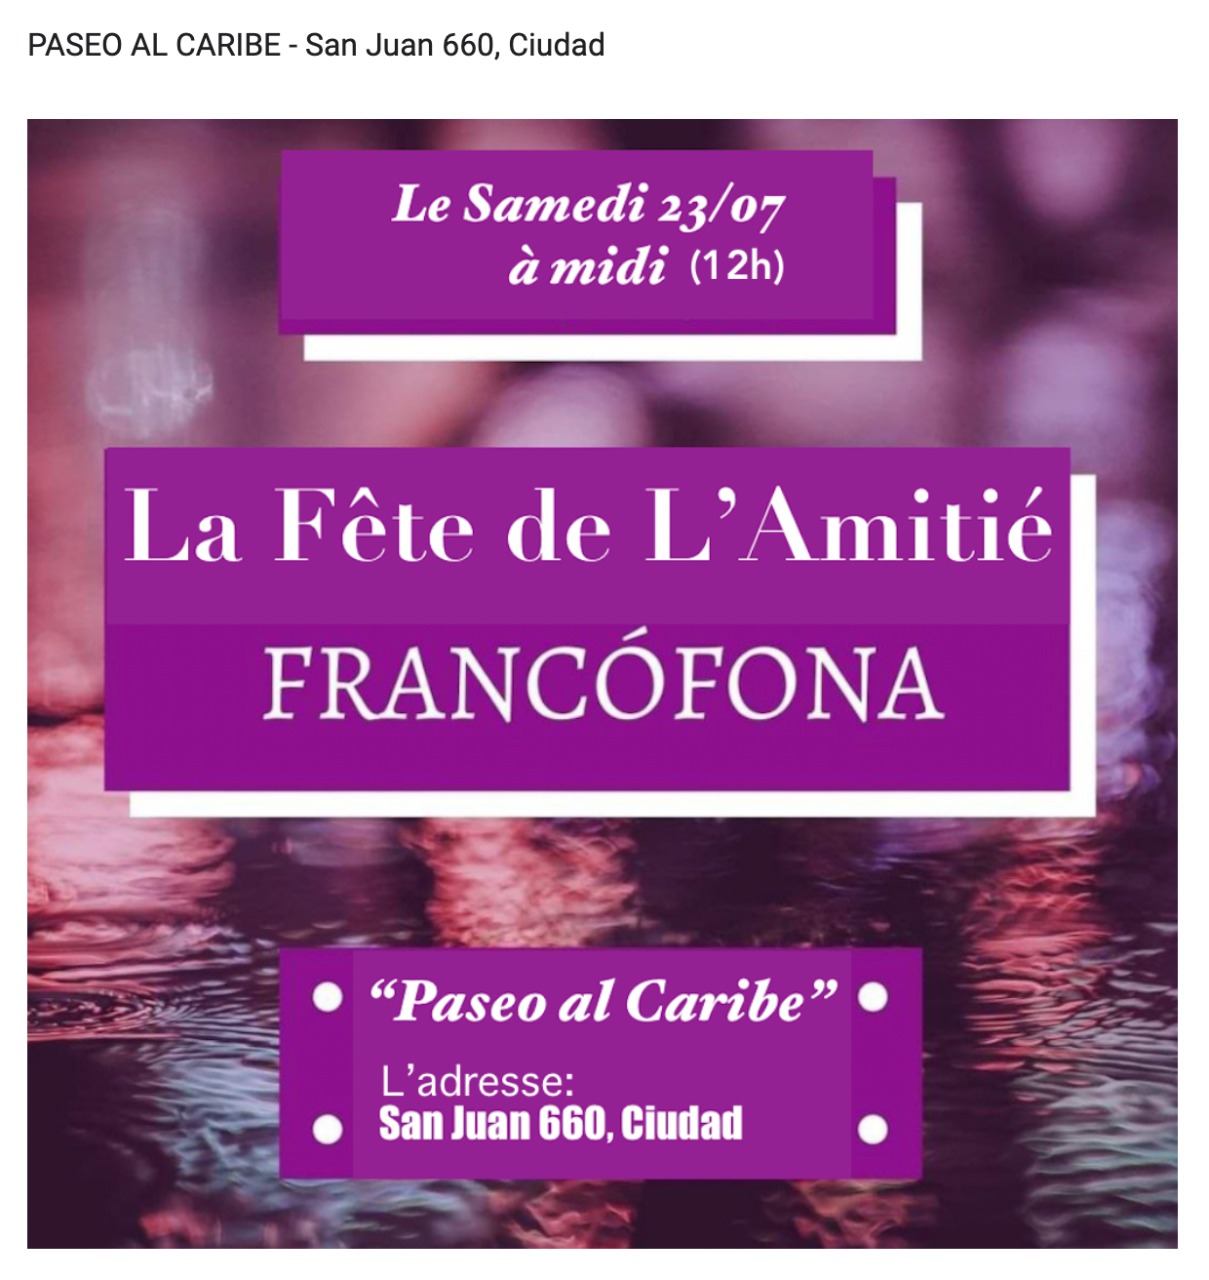 PASEO AL CARIBE - San Juan 660, Ciudad
Le Samedi 23/07
à midi (12h)
La Fête de L’Amitié
FRANCÓFONA
“Paseo al Caribe”
L’adresse:
San Juan 660, Ciudad